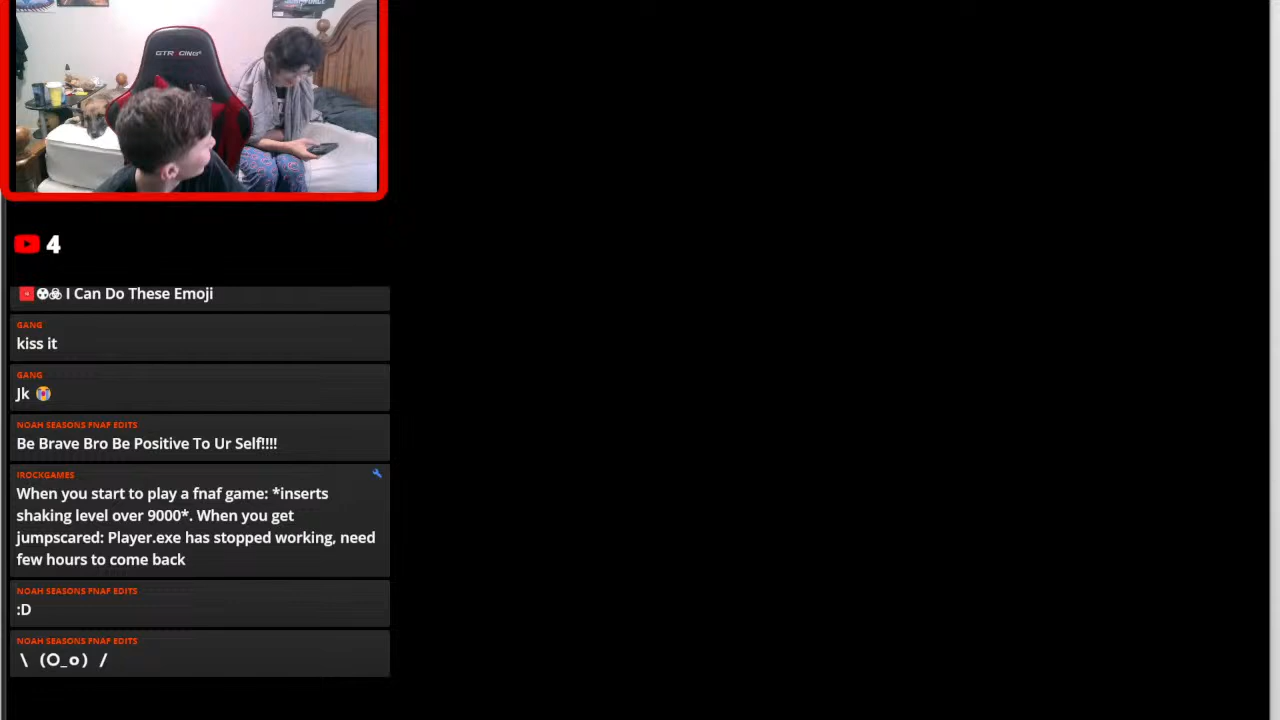 GTRACING
4
I Can Do These Emoji
GANG
kiss it
GANG
Jk 😭
NOAH SEASONS FNAF EDITS
Be Brave Bro Be Positive To Ur Self!!!!
IROCKGAMES
When you start to play a fnaf game: *inserts
shaking level over 9000*. When you get
jumpscared: Player.exe has stopped working, need
few hours to come back
NOAH SEASONS FNAF EDITS
:D
NOAH SEASONS FNAF EDITS
\ (O_o) /